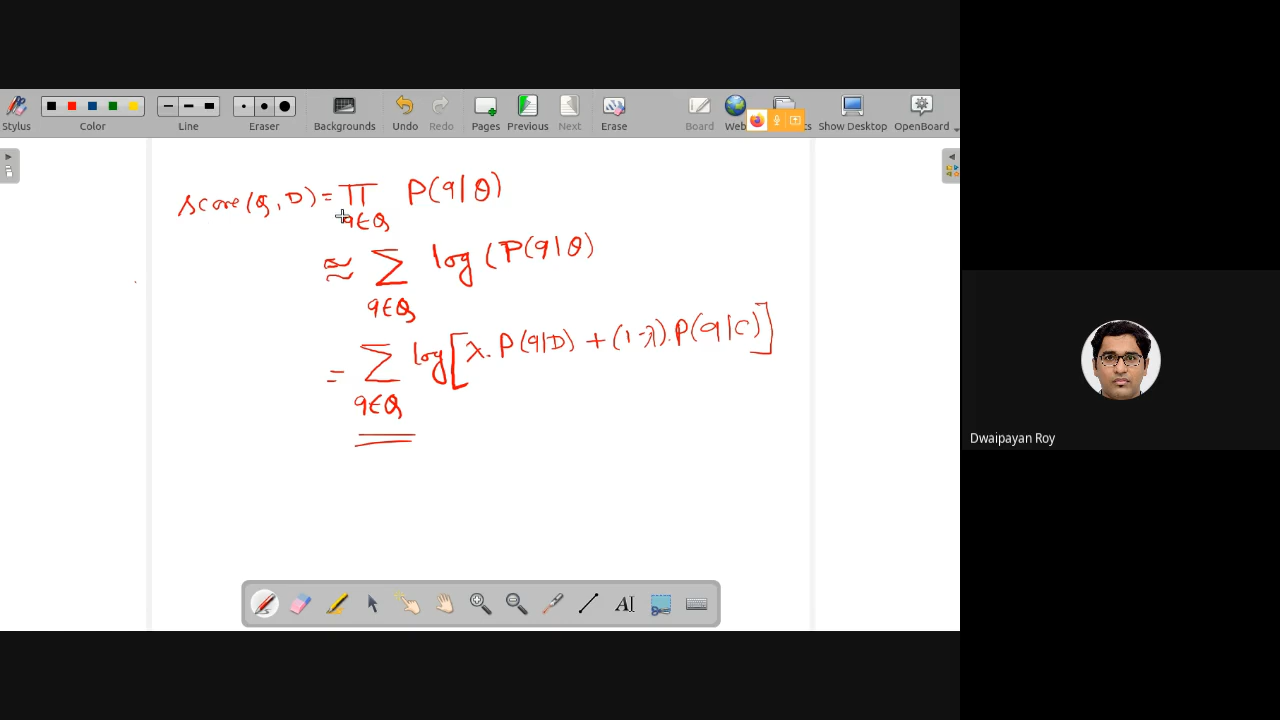 Stylus
Color
Line
Eraser
Backgrounds
Undo
Redo
Pages
Previous
Next
Erase
Board
Web
Show Desktop
OpenBoard
Score(Q, D) = Π P(q|θ)
q∈Q
≈ Σ log (P(q|θ)
q∈Q
= Σ log[λ. P(q|D) + (1-λ). P(q|C)]
q∈Q
Dwaipayan Roy